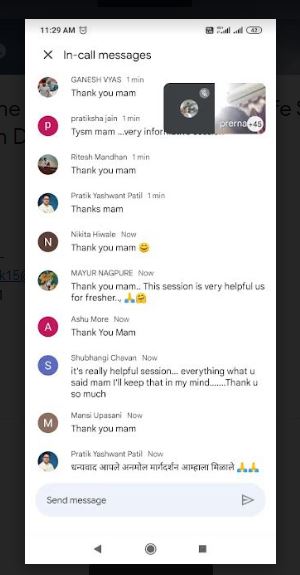 11:29 AM
42
In-call messages
GANESH VYAS 1 min
Thank you mam
pratiksha jain 1 min
Tysm mam ...very
prerna +45
Ritesh Mandhan 1 min
Thank you mam
Pratik Yashwant Patil 1 min
Thanks mam
Nikita Hiwale Now
Thank you mam 😊
MAYUR NAGPURE Now
Thank you mam.. This session is very helpful us
for fresher., 🙏🤗
Ashu More Now
Thank You Mam
Shubhangi Chavan Now
it's really helpful session... everything what u
said mam I'll keep that in my mind.......Thank u
so much
Mansi Upasani Now
Thank you mam
Pratik Yashwant Patil Now
धन्यवाद आपले अनमोल मार्गदर्शन आम्हाला मिळाले 🙏🙏
Send message